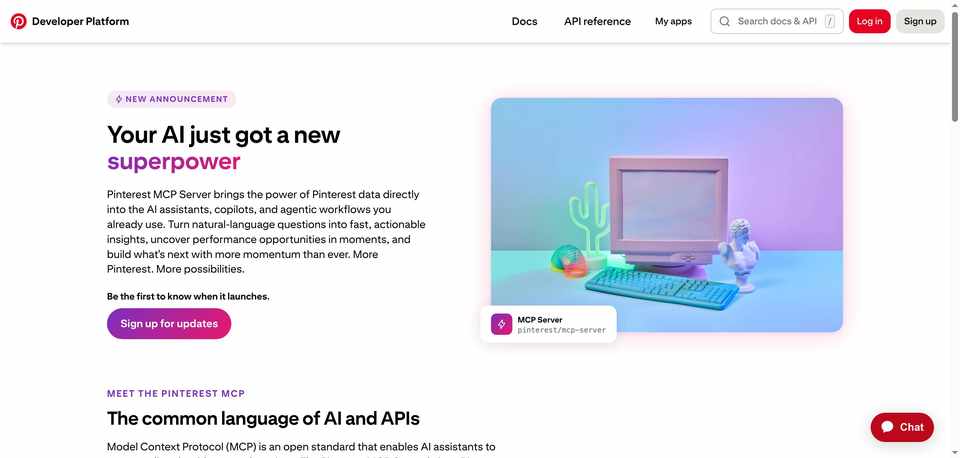 Developer Platform
Docs
API reference
My apps
Search docs & API /
Log in
Sign up
NEW ANNOUNCEMENT
Your AI just got a new
superpower
Pinterest MCP Server brings the power of Pinterest data directly
into the AI assistants, copilots, and agentic workflows you
already use. Turn natural-language questions into fast, actionable
insights, uncover performance opportunities in moments, and
build what's next with more momentum than ever. More
Pinterest. More possibilities.
Be the first to know when it launches.
Sign up for updates
MCP Server
pinterest/mcp-server
MEET THE PINTEREST MCP
The common language of AI and APIs
Model Context Protocol (MCP) is an open standard that enables AI assistants to
Chat